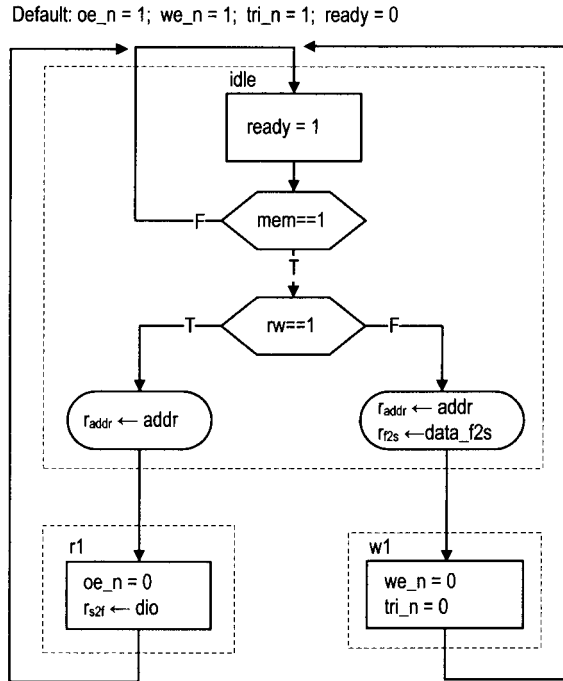 Default: oe_n = 1; we_n = 1; tri_n = 1; ready = 0
idle
ready = 1
mem==1
F
T
rw==1
T
F
r_addr ← addr
r_addr ← addr
r_f2s ←data_f2s
r1
oe_n = 0
r_s2f ← dio
w1
we_n = 0
tri_n = 0